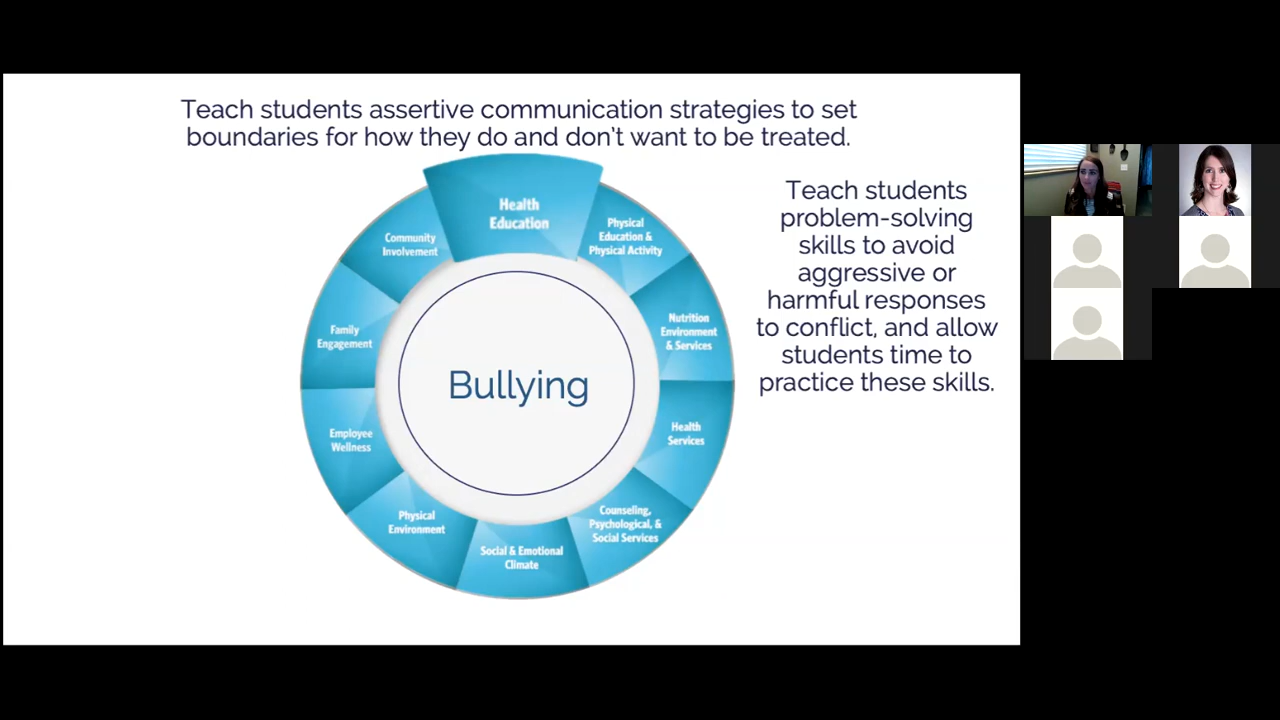 Teach students assertive communication strategies to set
boundaries for how they do and don't want to be treated.
Teach students
problem-solving
skills to avoid
aggressive or
harmful responses
to conflict, and allow
students time to
practice these skills.
Health
Education
Physical
Education &
Physical Activity
Nutrition
Environment
& Services
Health
Services
Counseling,
Psychological, &
Social Services
Social & Emotional
Climate
Physical
Environment
Employee
Wellness
Family
Engagement
Community
Involvement
Bullying